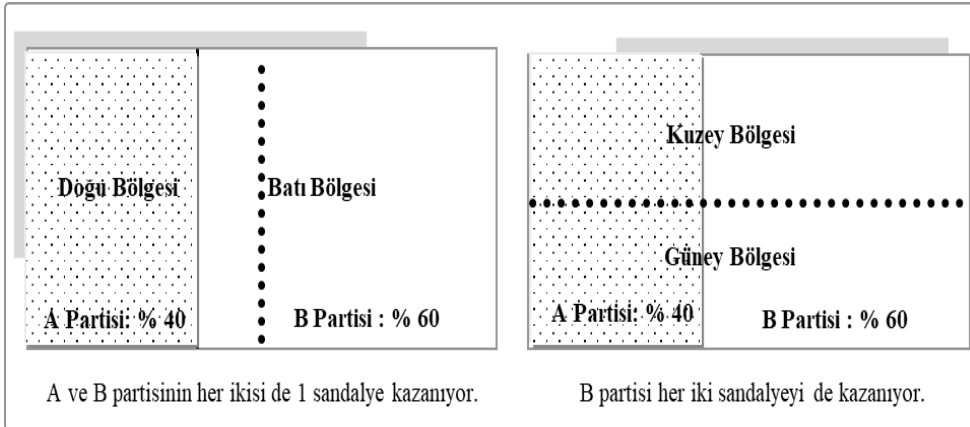 Doğu Bölgesi
Batı Bölgesi
A Partisi: % 40
B Partisi : % 60
A ve B partisinin her ikisi de 1 sandalye kazanıyor.
Kuzey Bölgesi
Güney Bölgesi
A Partisi: % 40
B Partisi : % 60
B partisi her iki sandalyeyi de kazanıyor.